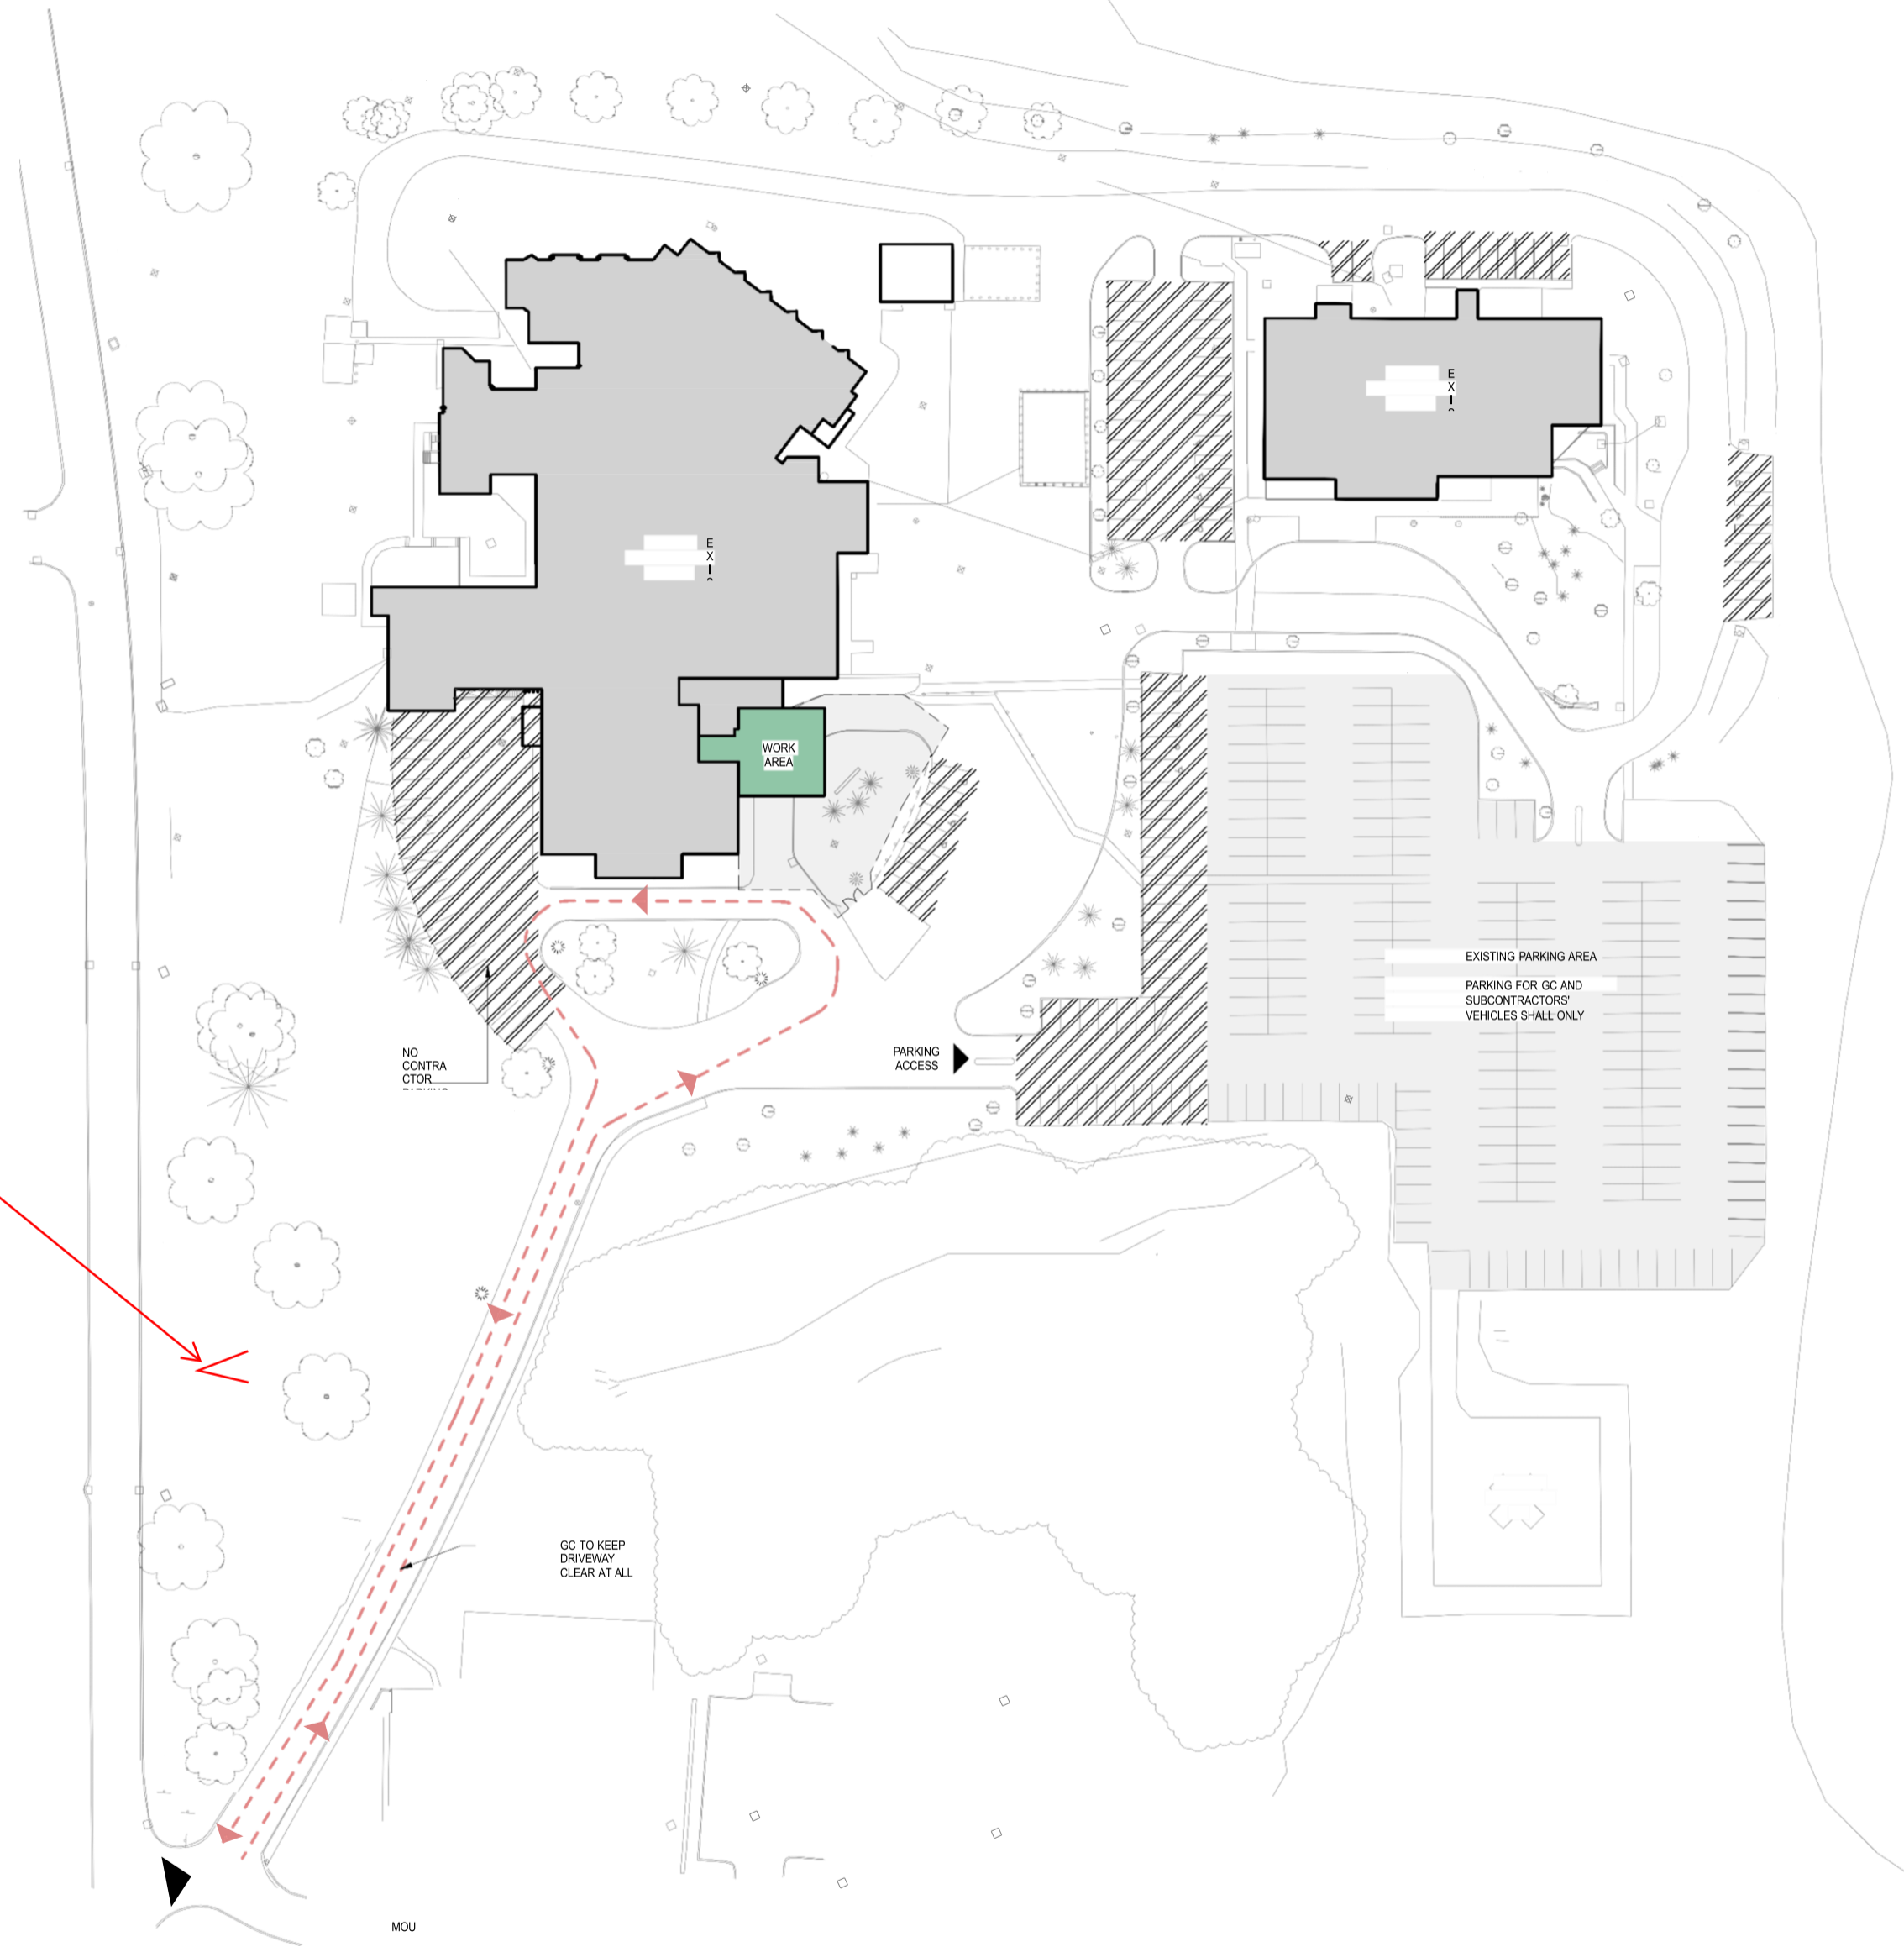 E
X
I
E
X
I
WORK
AREA
EXISTING PARKING AREA
PARKING FOR GC AND
SUBCONTRACTORS'
VEHICLES SHALL ONLY
NO
CONTRA
CTOR
PARKING
ACCESS
GC TO KEEP
DRIVEWAY
CLEAR AT ALL
MOU